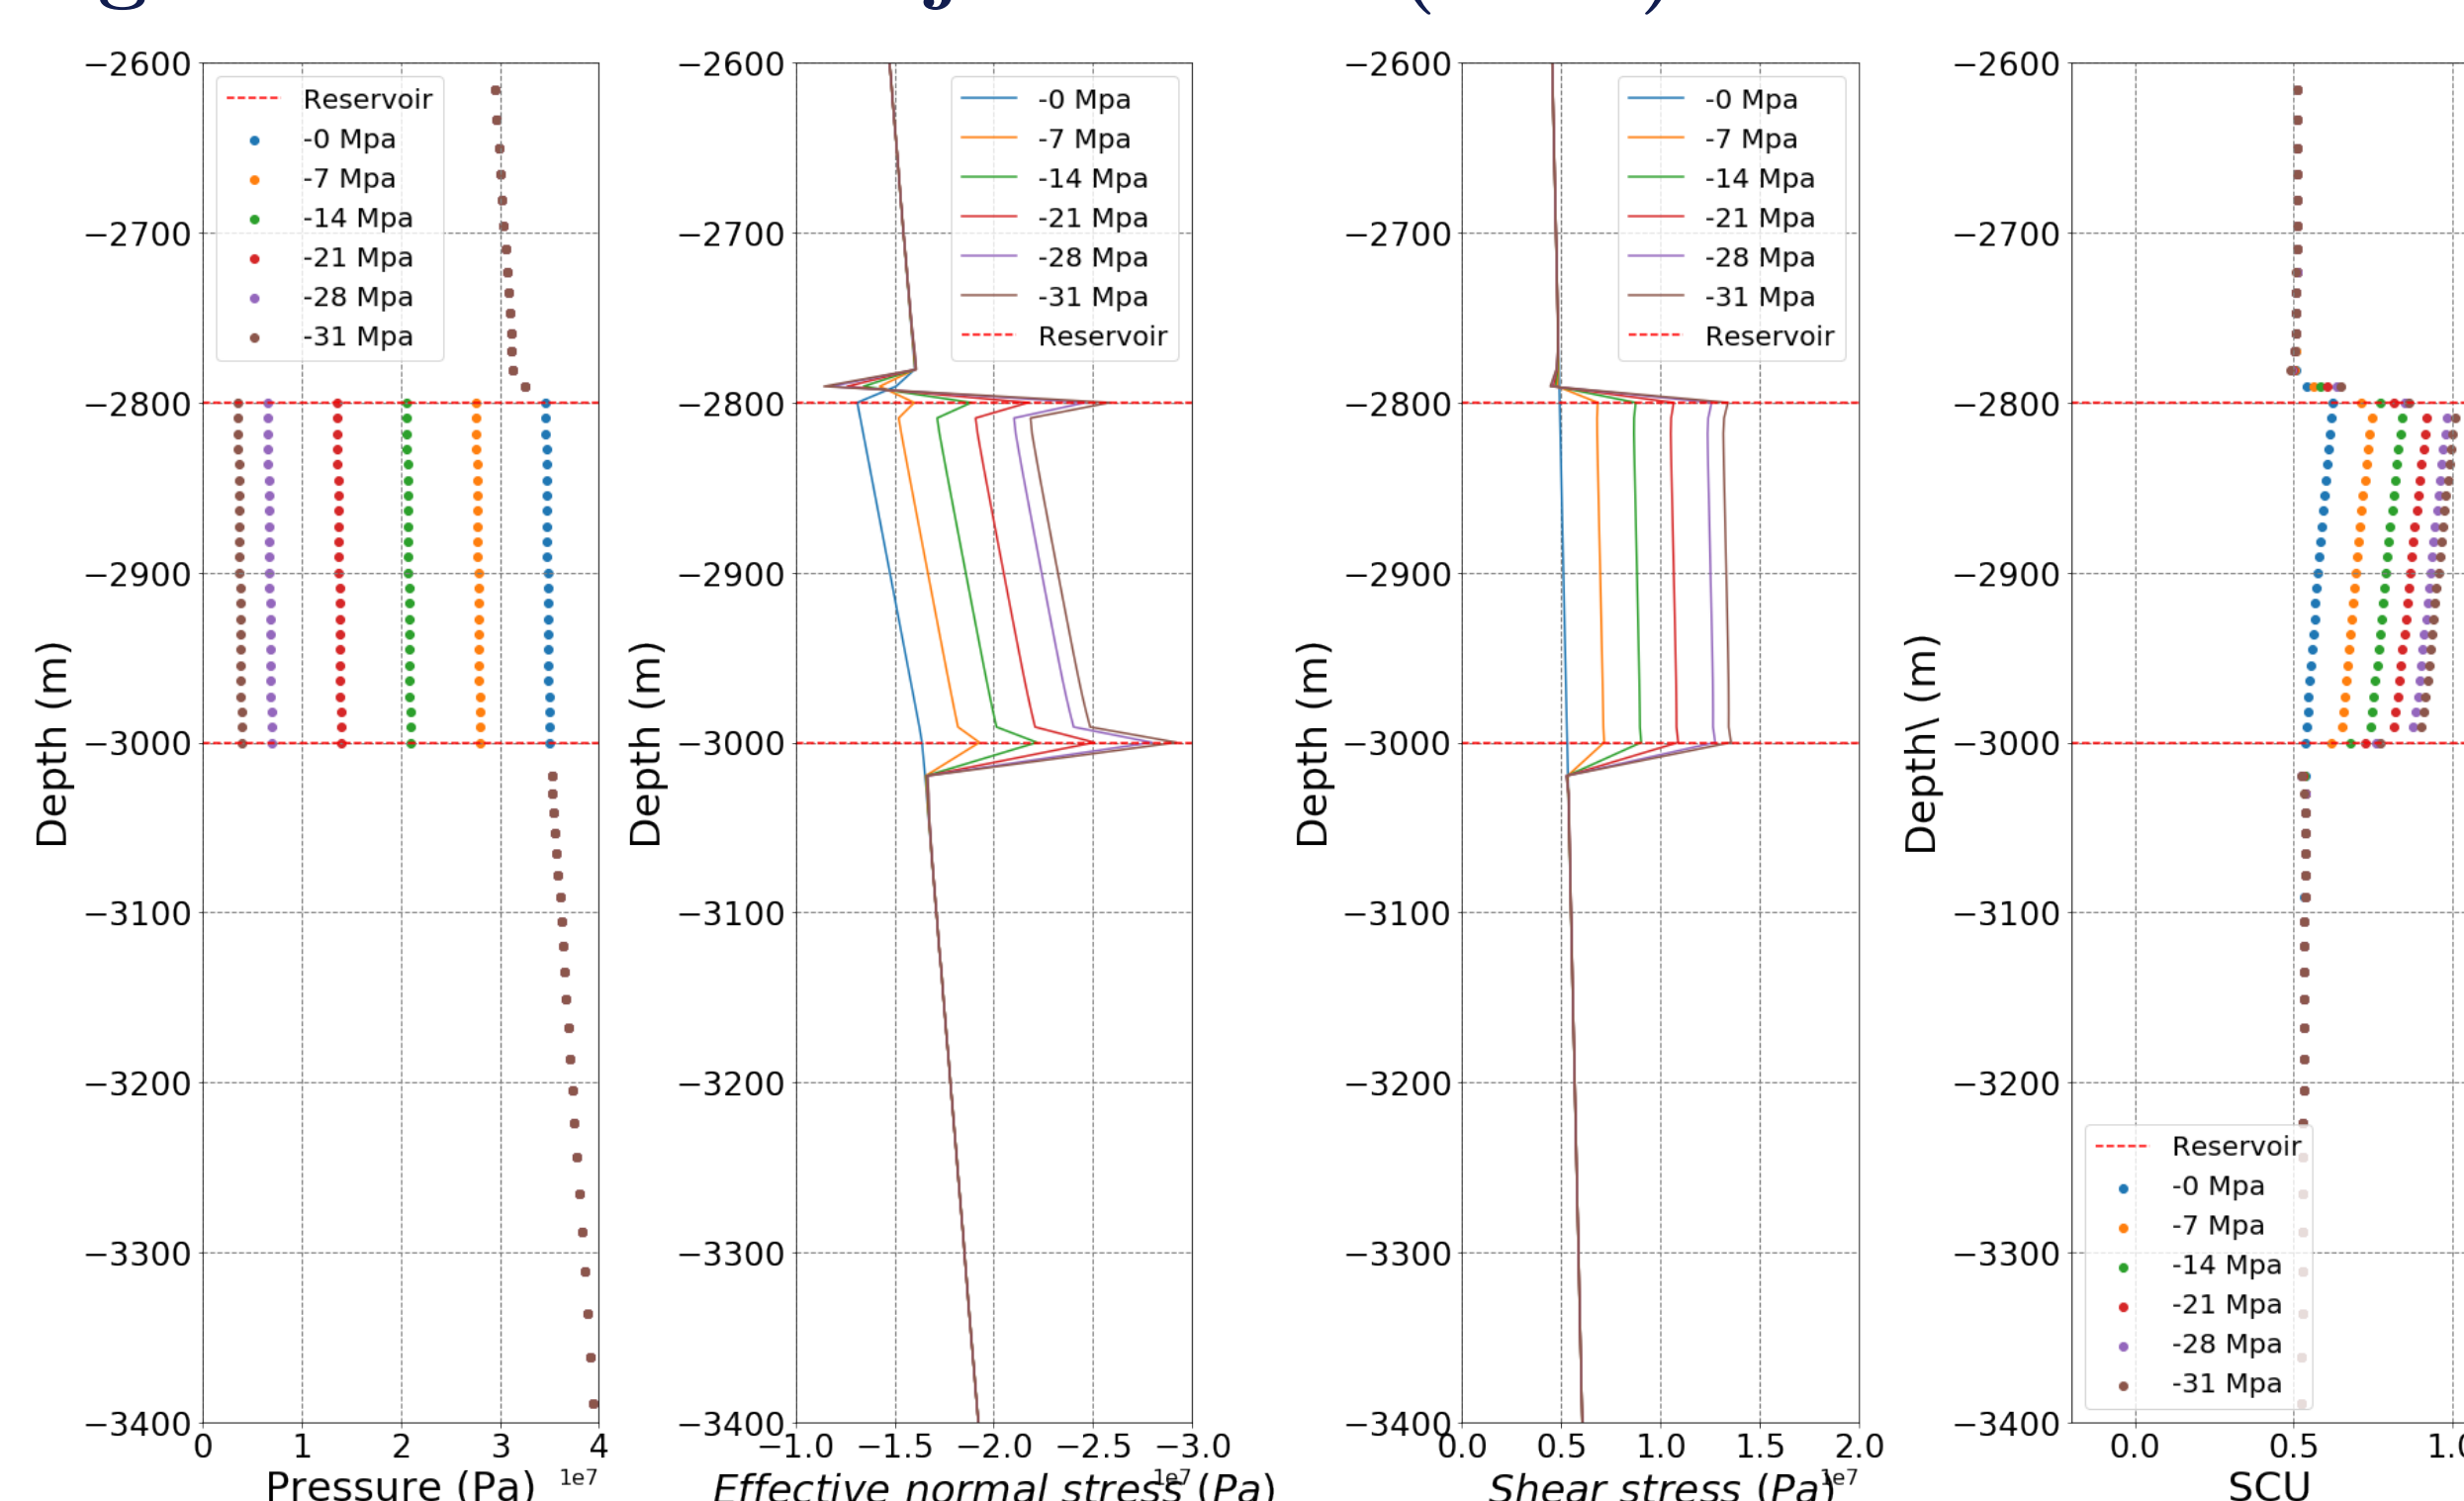 −2600
−2700
−2800
−2900
−3000
−3100
−3200
−3300
−3400
Depth (m)
Reservoir
-0 Mpa
-7 Mpa
-14 Mpa
-21 Mpa
-28 Mpa
-31 Mpa
0 1 2 3 4
1e7
Pressure (Pa)
−2600
−2700
−2800
−2900
−3000
−3100
−3200
−3300
−3400
Depth (m)
-0 Mpa
-7 Mpa
-14 Mpa
-21 Mpa
-28 Mpa
-31 Mpa
Reservoir
−1.0 −1.5 −2.0 −2.5 −3.0
1e7
Effective normal stress (Pa)
−2600
−2700
−2800
−2900
−3000
−3100
−3200
−3300
−3400
Depth (m)
-0 Mpa
-7 Mpa
-14 Mpa
-21 Mpa
-28 Mpa
-31 Mpa
Reservoir
0.0 0.5 1.0 1.5 2.0
1e7
Shear stress (Pa)
−2600
−2700
−2800
−2900
−3000
−3100
−3200
−3300
−3400
Depth\ (m)
Reservoir
-0 Mpa
-7 Mpa
-14 Mpa
-21 Mpa
-28 Mpa
-31 Mpa
0.0 0.5
SCU